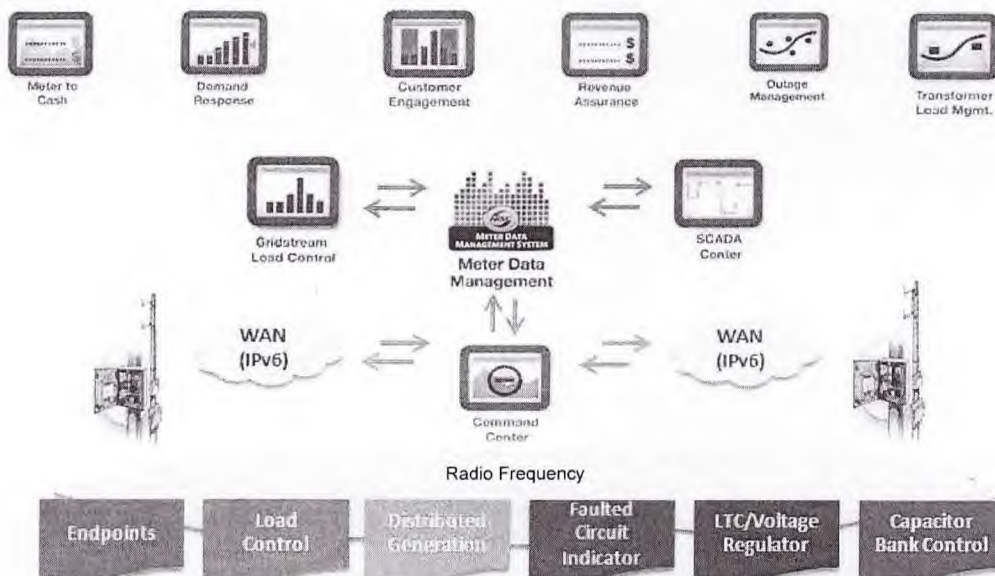 Meter to
Cash
Demand
Response
Customer
Engagement
Revenue
Assurance
Outage
Management
Transformer
Load Mgmt.
$
$
Gridstream
Load Control
METER DATA
MANAGEMENT SYSTEM
Meter Data
Management
SCADA
Center
WAN
(IPv6)
WAN
(IPv6)
Command
Center
Radio Frequency
Endpoints
Load
Control
Distributed
Generation
Faulted
Circuit
Indicator
LTC/Voltage
Regulator
Capacitor
Bank Control